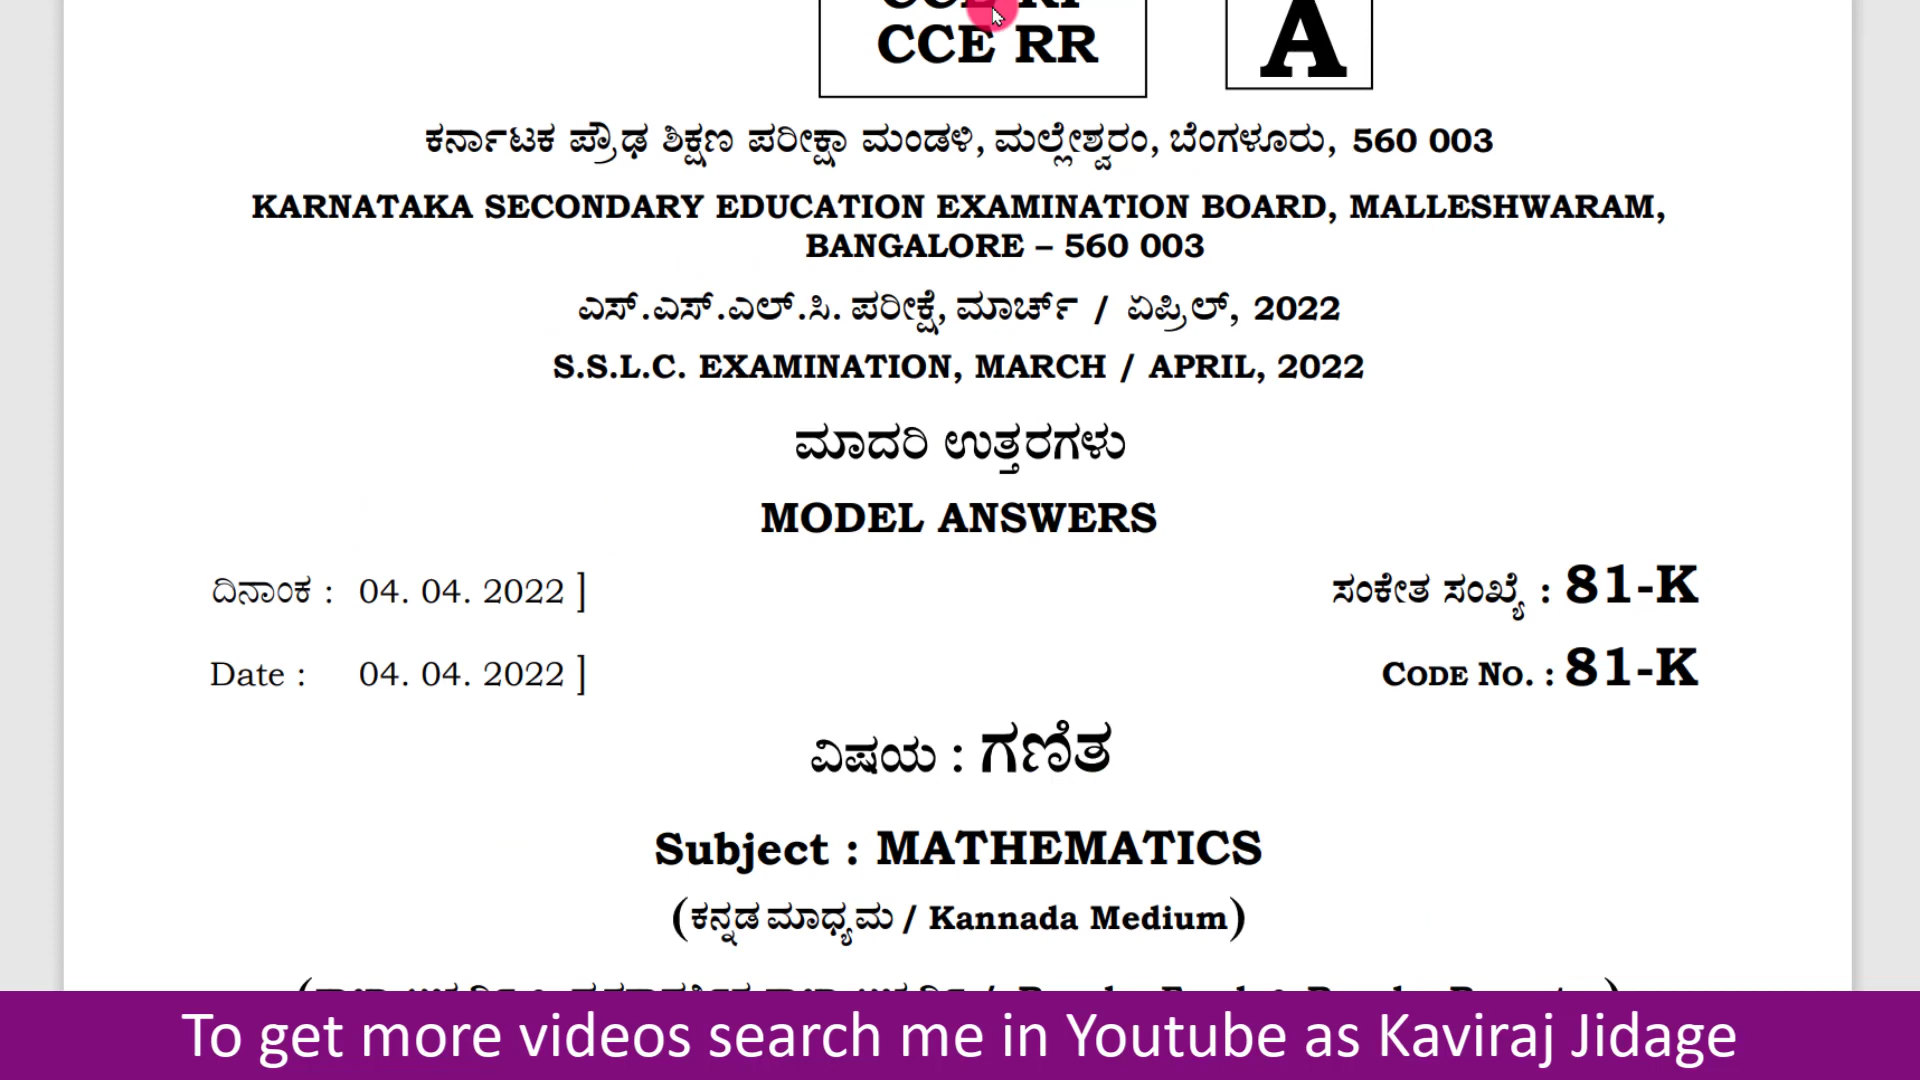 CCE RR
A
ಕರ್ನಾಟಕ ಪ್ರೌಢ ಶಿಕ್ಷಣ ಪರೀಕ್ಷಾ ಮಂಡಳಿ, ಮಲ್ಲೇಶ್ವರಂ, ಬೆಂಗಳೂರು, 560 003
KARNATAKA SECONDARY EDUCATION EXAMINATION BOARD, MALLESHWARAM,
BANGALORE – 560 003
ಎಸ್.ಎಸ್.ಎಲ್.ಸಿ. ಪರೀಕ್ಷೆ, ಮಾರ್ಚ್ / ಏಪ್ರಿಲ್, 2022
S.S.L.C. EXAMINATION, MARCH / APRIL, 2022
ಮಾದರಿ ಉತ್ತರಗಳು
MODEL ANSWERS
ದಿನಾಂಕ : 04. 04. 2022 ] ಸಂಕೇತ ಸಂಖ್ಯೆ : 81-K
Date : 04. 04. 2022 ] CODE NO. : 81-K
ವಿಷಯ : ಗಣಿತ
Subject : MATHEMATICS
(ಕನ್ನಡ ಮಾಧ್ಯಮ / Kannada Medium)
To get more videos search me in Youtube as Kaviraj Jidage